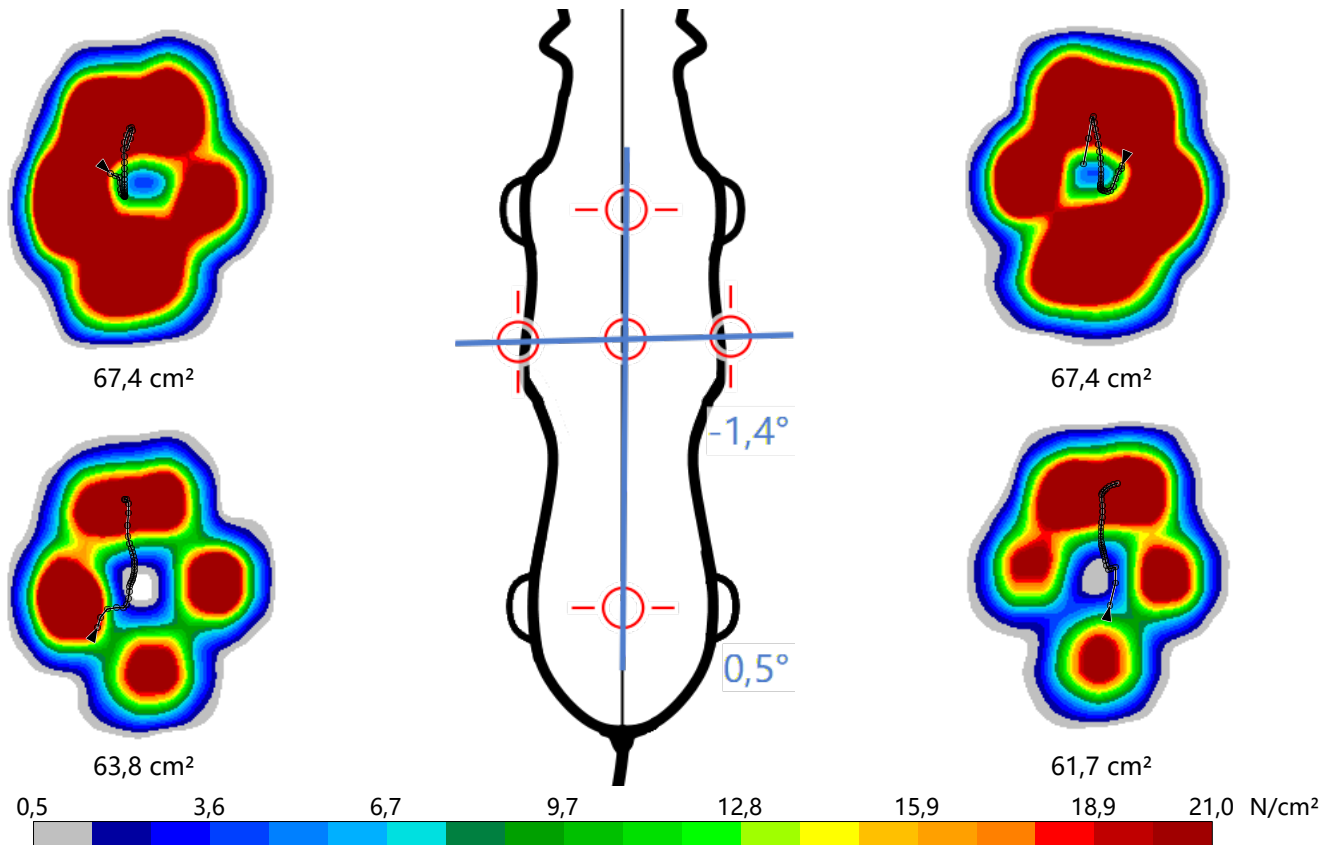 67,4 cm²
67,4 cm²
-1,4°
0,5°
63,8 cm²
61,7 cm²
0,5 3,6 6,7 9,7 12,8 15,9 18,9 21,0 N/cm²